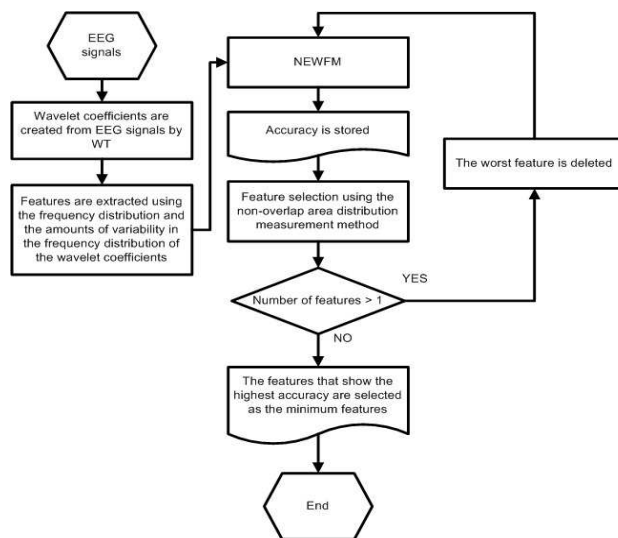 EEG
signals
Wavelet coefficients are
created from EEG signals by
WT
Features are extracted using
the frequency distribution and
the amounts of variability in
the frequency distribution of
the wavelet coefficients
NEWFM
Accuracy is stored
Feature selection using the
non-overlap area distribution
measurement method
Number of features > 1
YES
The worst feature is deleted
NO
The features that show the
highest accuracy are selected
as the minimum features
End